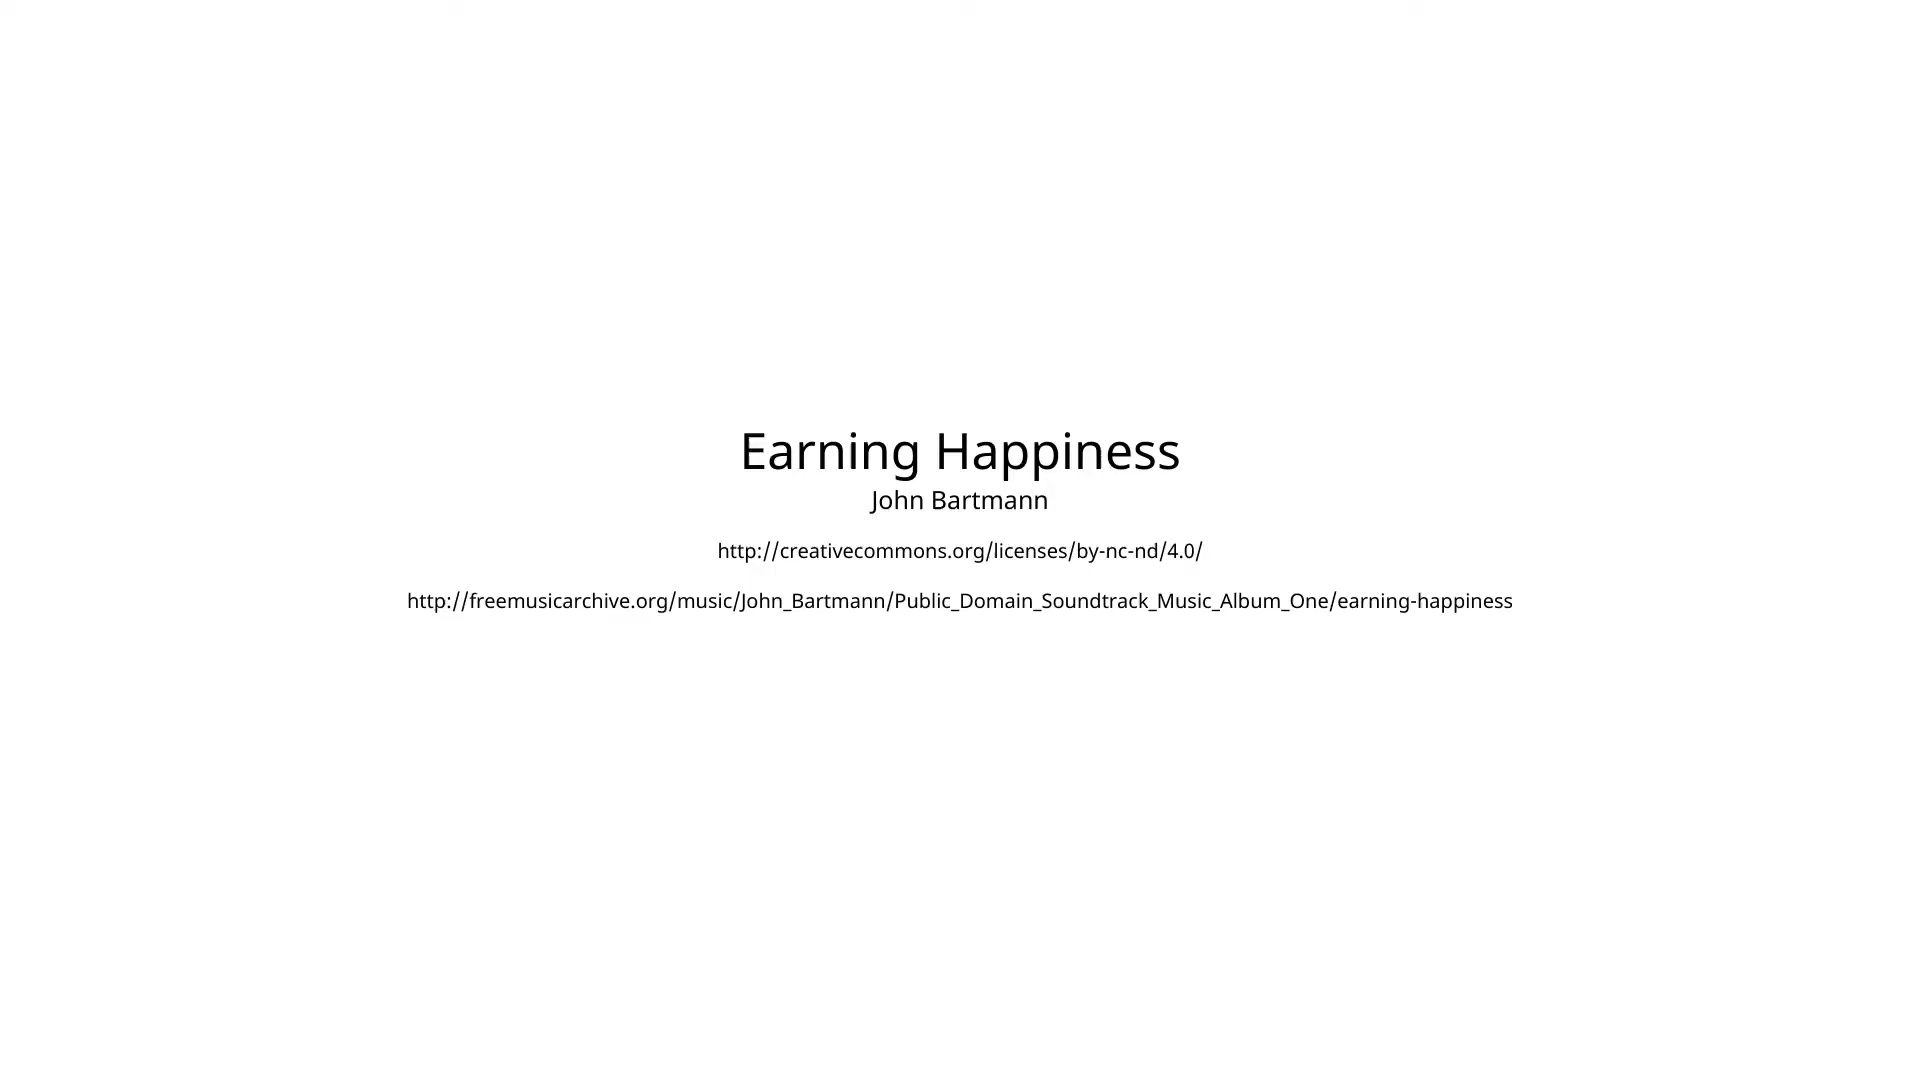 Earning Happiness
John Bartmann
http://creativecommons.org/licenses/by-nc-nd/4.0/
http://freemusicarchive.org/music/John_Bartmann/Public_Domain_Soundtrack_Music_Album_One/earning-happiness